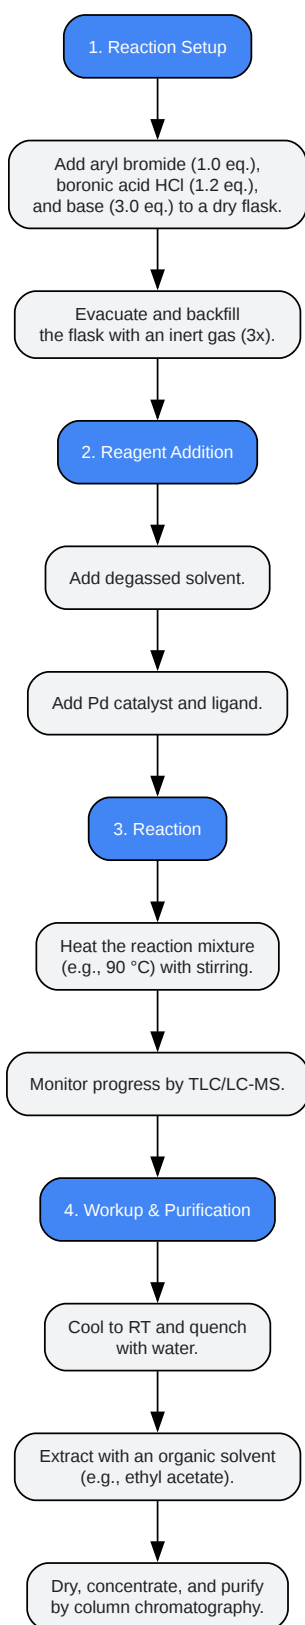 1. Reaction Setup
Add aryl bromide (1.0 eq.),
boronic acid HCl (1.2 eq.),
and base (3.0 eq.) to a dry flask.
Evacuate and backfill
the flask with an inert gas (3x).
2. Reagent Addition
Add degassed solvent.
Add Pd catalyst and ligand.
3. Reaction
Heat the reaction mixture
(e.g., 90 °C) with stirring.
Monitor progress by TLC/LC-MS.
4. Workup & Purification
Cool to RT and quench
with water.
Extract with an organic solvent
(e.g., ethyl acetate).
Dry, concentrate, and purify
by column chromatography.